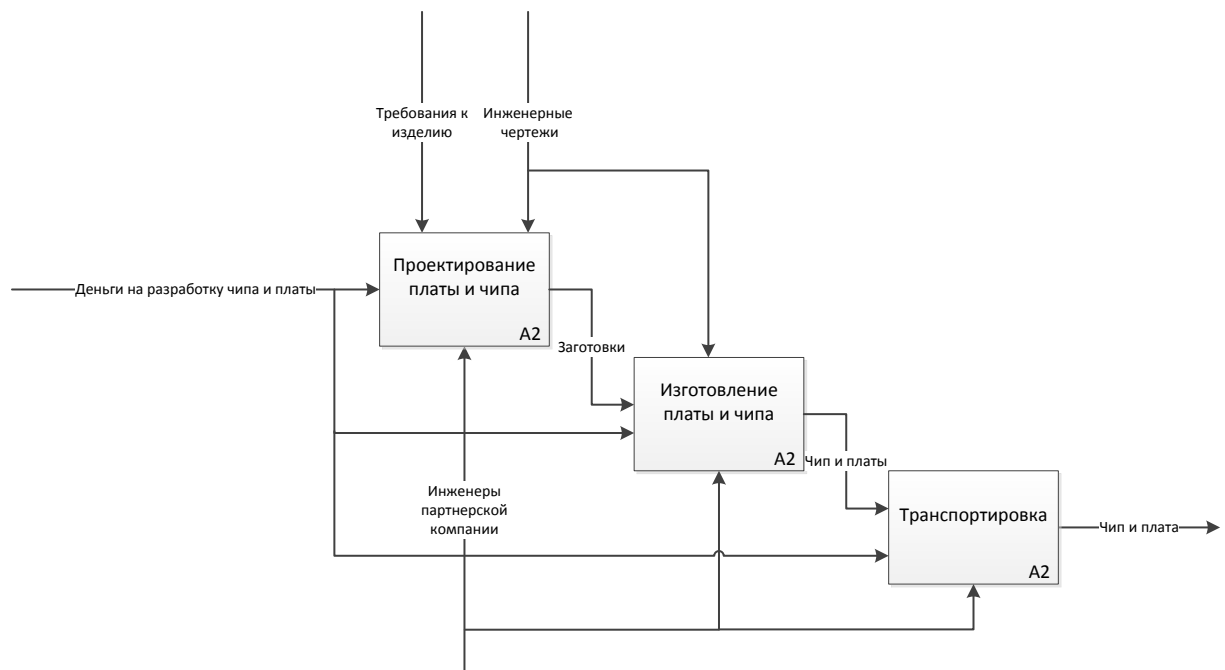 Требования к
изделию
Инженерные
чертежи
Проектирование
платы и чипа
A2
Деньги на разработку чипа и платы
Заготовки
Изготовление
платы и чипа
A2
Чип и платы
Инженеры
партнерской
компании
Транспортировка
A2
Чип и плата